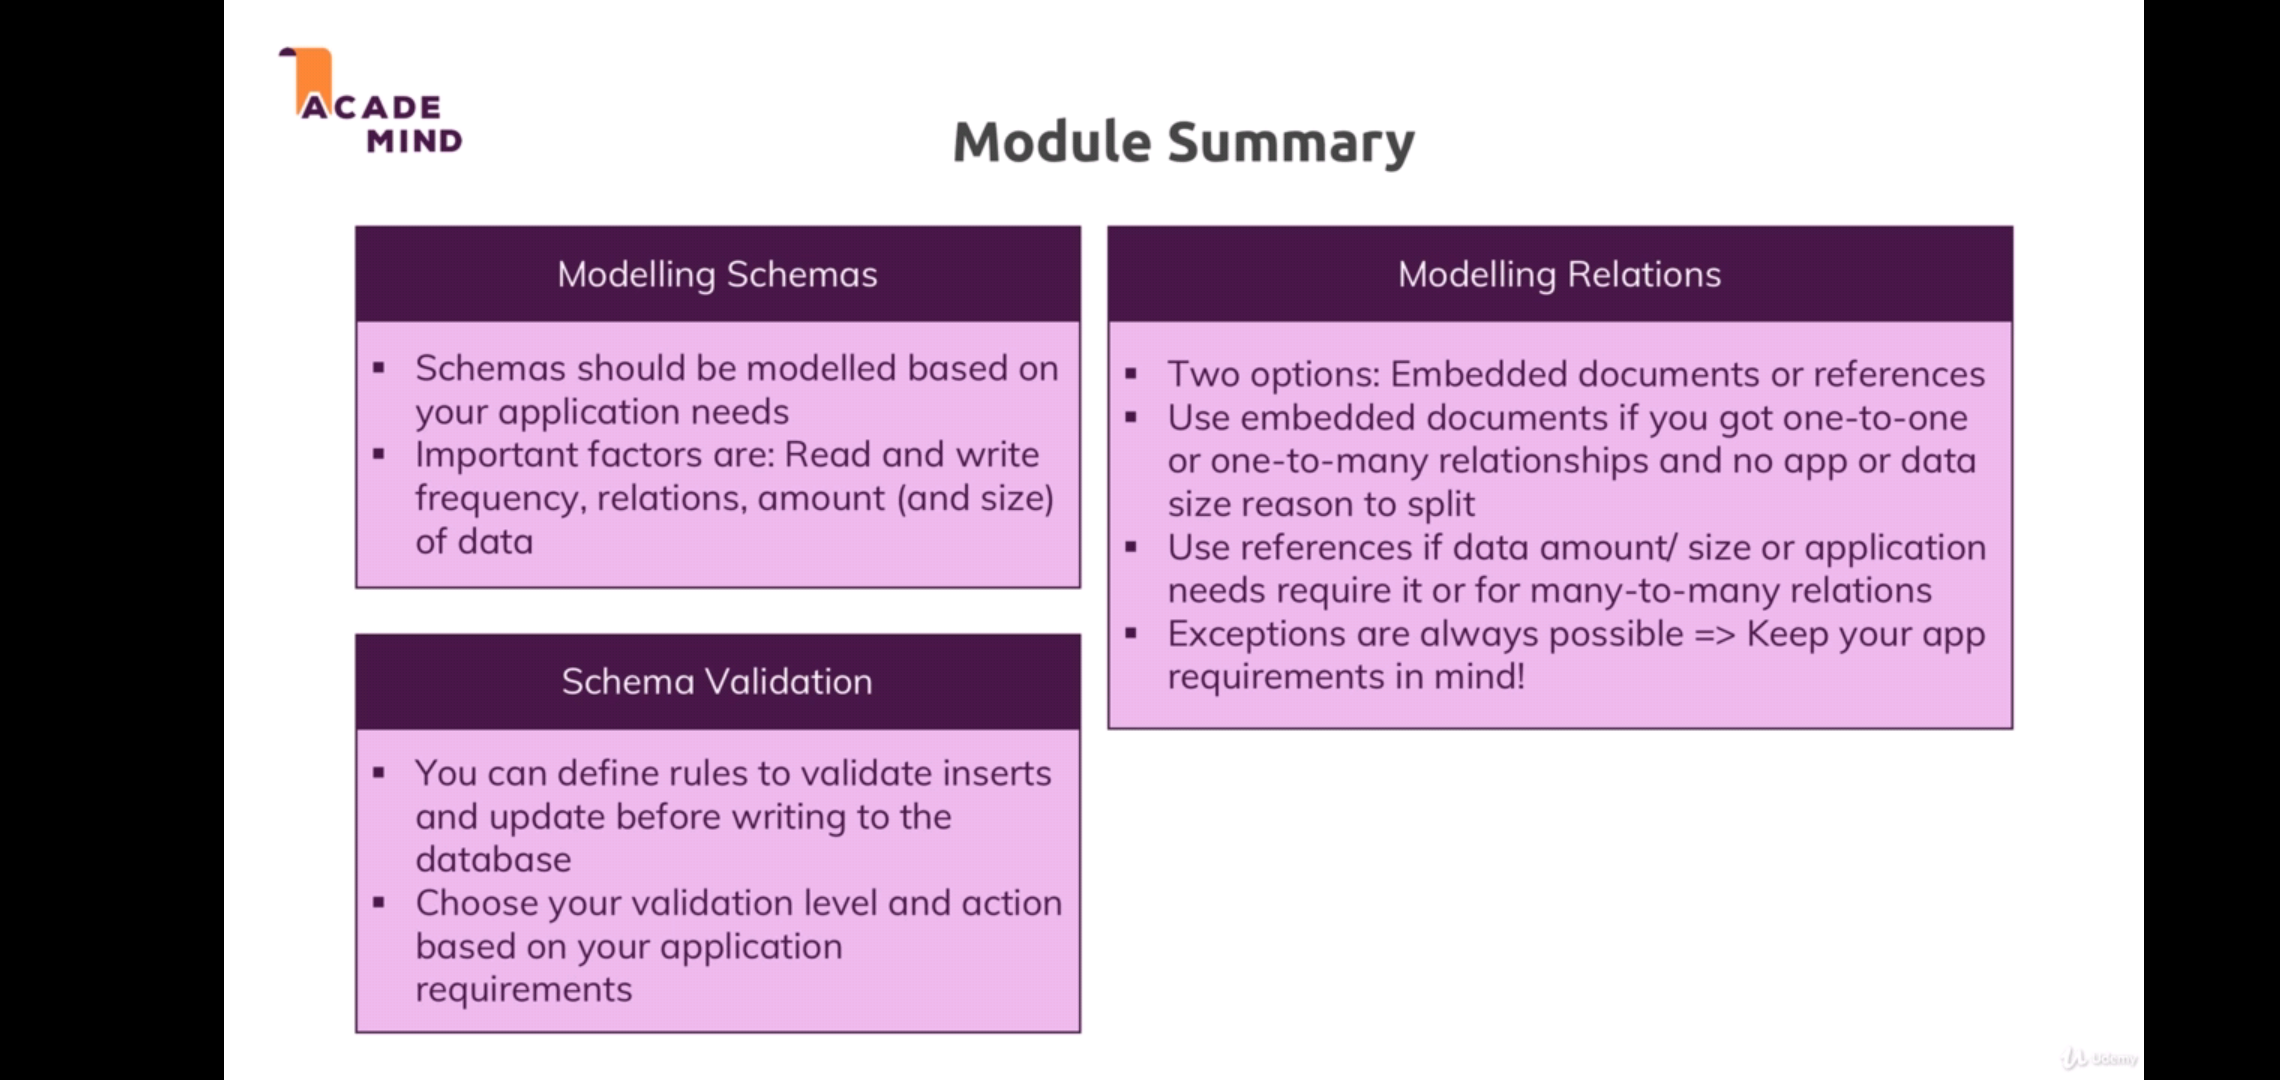 ACADE
MIND
Module Summary
Modelling Schemas
▪ Schemas should be modelled based on
your application needs
▪ Important factors are: Read and write
frequency, relations, amount (and size)
of data
Schema Validation
▪ You can define rules to validate inserts
and update before writing to the
database
▪ Choose your validation level and action
based on your application
requirements
Modelling Relations
▪ Two options: Embedded documents or references
▪ Use embedded documents if you got one-to-one
or one-to-many relationships and no app or data
size reason to split
▪ Use references if data amount/ size or application
needs require it or for many-to-many relations
▪ Exceptions are always possible => Keep your app
requirements in mind!
Udemy